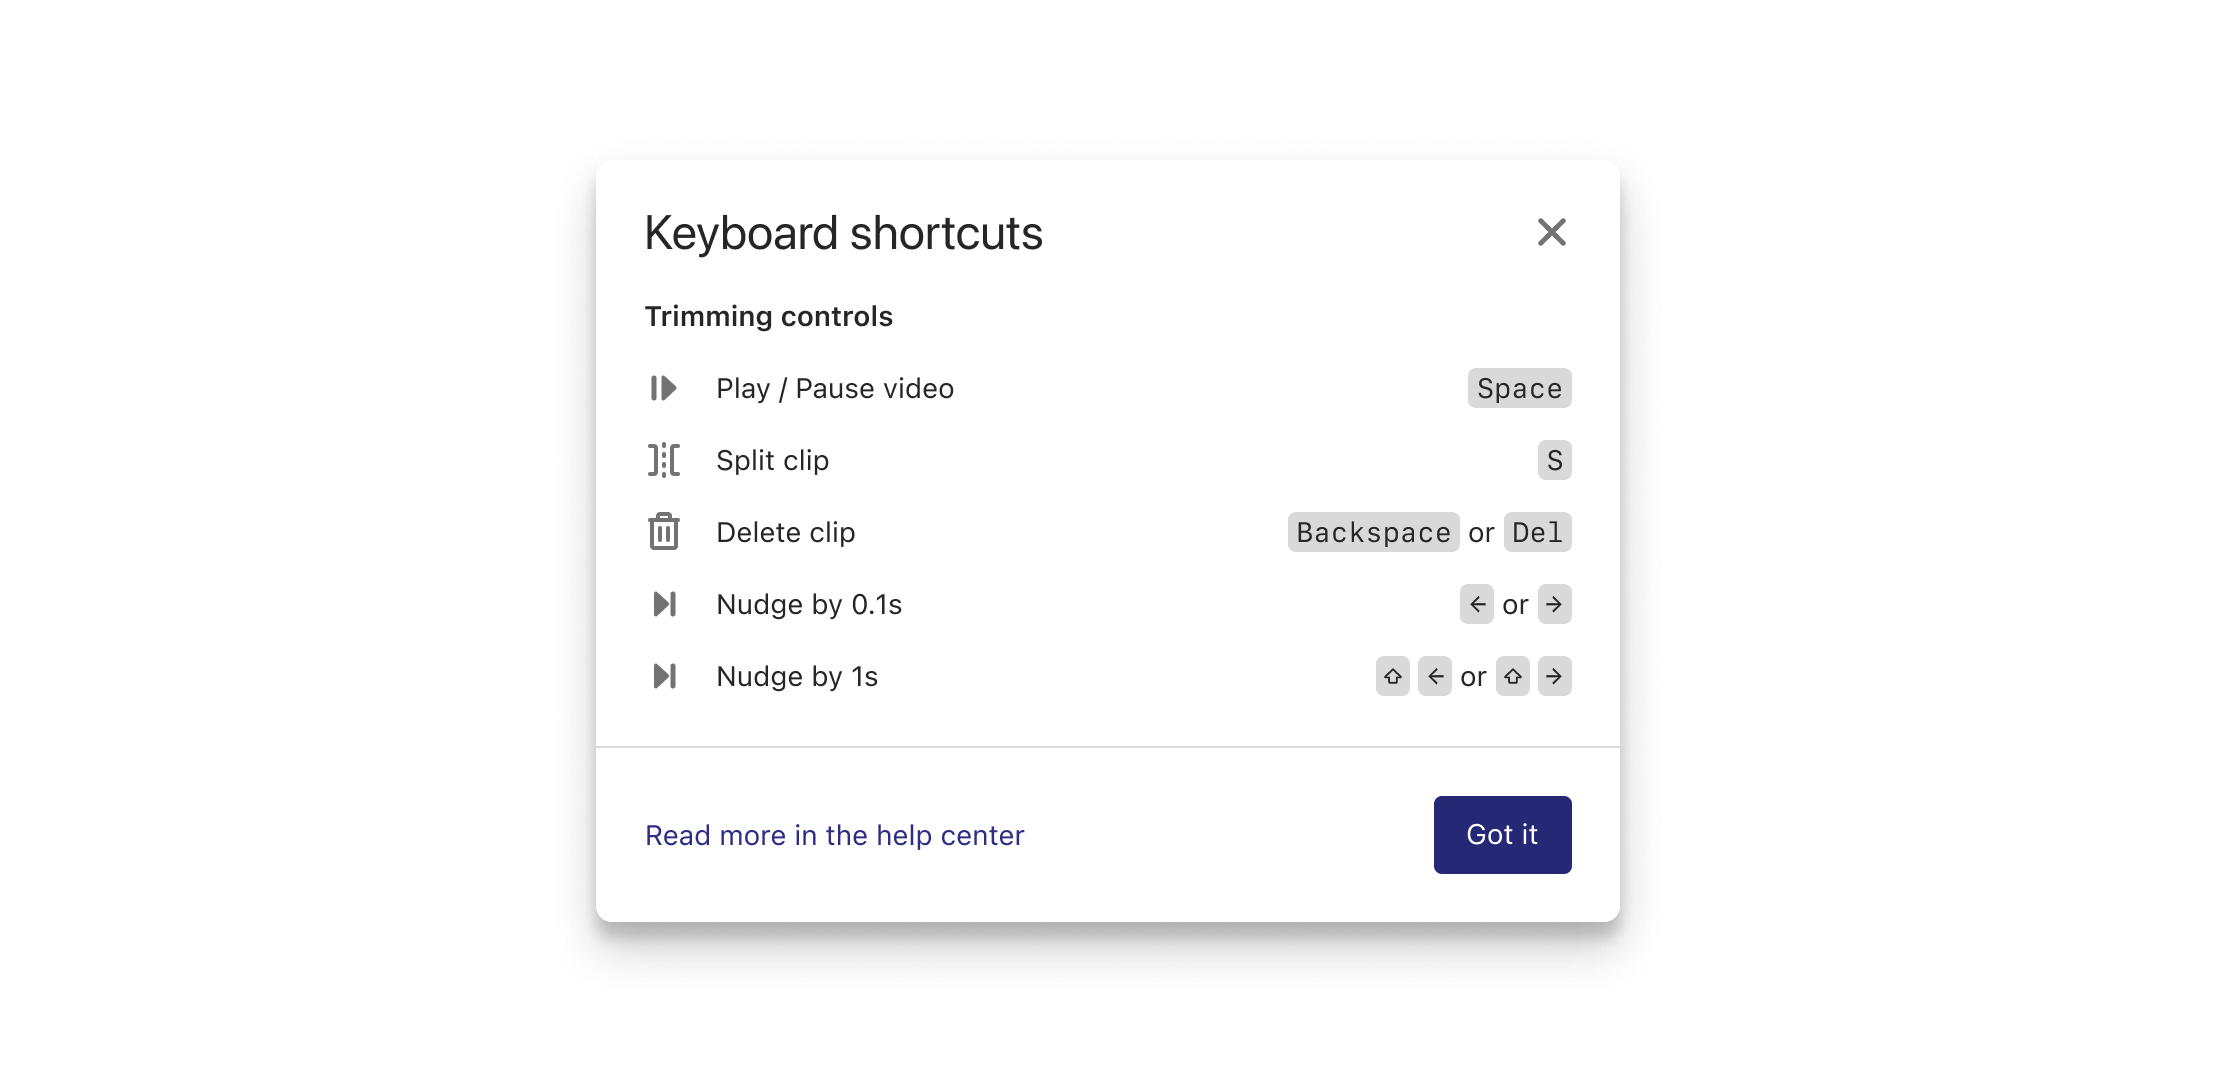 Keyboard shortcuts
Trimming controls
Play / Pause video Space
Split clip S
Delete clip Backspace or Del
Nudge by 0.1s ← or →
Nudge by 1s ⇧ ← or ⇧ →
Read more in the help center Got it